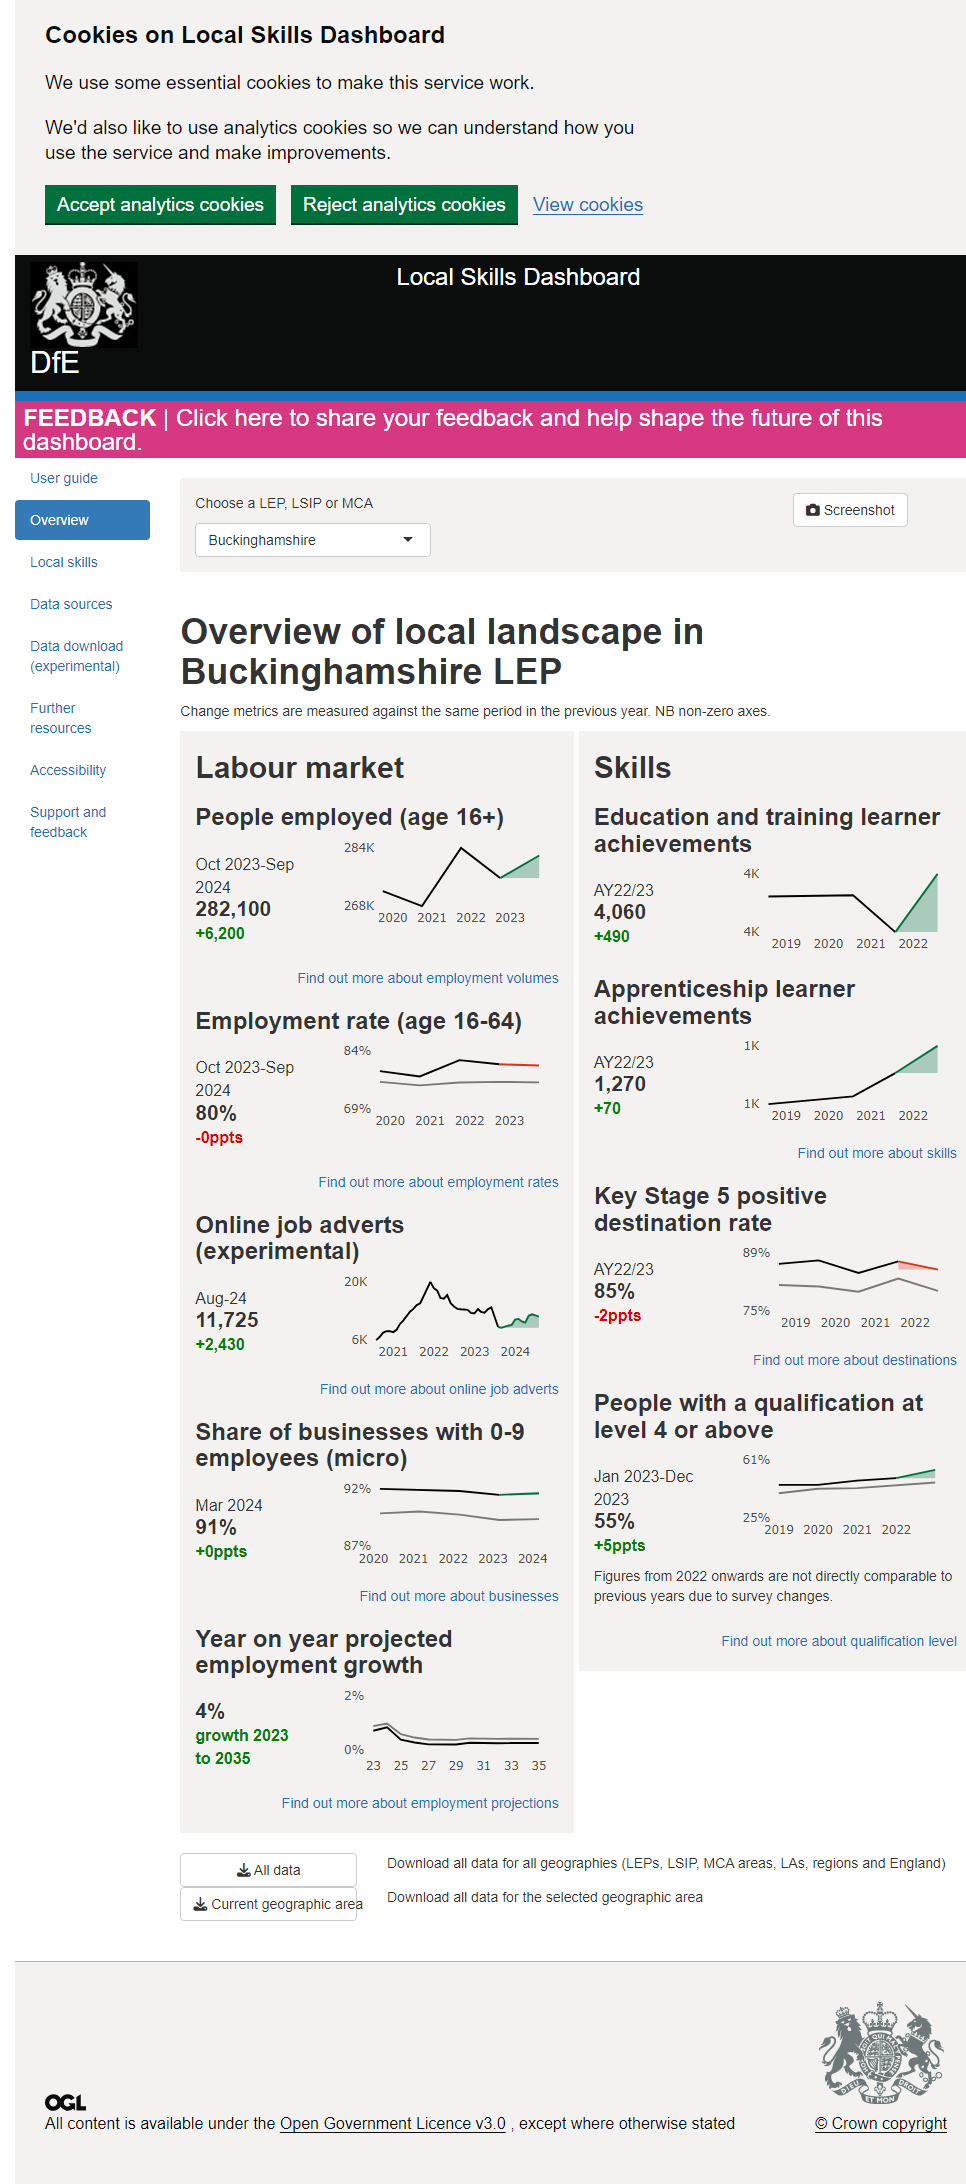 Cookies on Local Skills Dashboard
We use some essential cookies to make this service work.
We'd also like to use analytics cookies so we can understand how you
use the service and make improvements.
Accept analytics cookies Reject analytics cookies View cookies
Local Skills Dashboard
DfE
FEEDBACK | Click here to share your feedback and help shape the future of this
dashboard.
User guide
Overview
Local skills
Data sources
Data download
(experimental)
Further
resources
Accessibility
Support and
feedback
Choose a LEP, LSIP or MCA
Buckinghamshire
Screenshot
Overview of local landscape in
Buckinghamshire LEP
Change metrics are measured against the same period in the previous year. NB non-zero axes.
Labour market
People employed (age 16+)
Oct 2023-Sep
2024
282,100
+6,200
284K
268K
2020 2021 2022 2023
Find out more about employment volumes
Employment rate (age 16-64)
Oct 2023-Sep
2024
80%
-0ppts
84%
69%
2020 2021 2022 2023
Find out more about employment rates
Online job adverts
(experimental)
Aug-24
11,725
+2,430
20K
6K
2021 2022 2023 2024
Find out more about online job adverts
Share of businesses with 0-9
employees (micro)
Mar 2024
91%
+0ppts
92%
87%
2020 2021 2022 2023 2024
Find out more about businesses
Year on year projected
employment growth
4%
growth 2023
to 2035
2%
0%
23 25 27 29 31 33 35
Find out more about employment projections
Skills
Education and training learner
achievements
AY22/23
4,060
+490
4K
4K
2019 2020 2021 2022
Apprenticeship learner
achievements
AY22/23
1,270
+70
1K
1K
2019 2020 2021 2022
Find out more about skills
Key Stage 5 positive
destination rate
AY22/23
85%
-2ppts
89%
75%
2019 2020 2021 2022
Find out more about destinations
People with a qualification at
level 4 or above
Jan 2023-Dec
2023
55%
+5ppts
61%
25%
2019 2020 2021 2022
Figures from 2022 onwards are not directly comparable to
previous years due to survey changes.
Find out more about qualification level
All data
Download all data for all geographies (LEPs, LSIP, MCA areas, LAs, regions and England)
Current geographic area
Download all data for the selected geographic area
OGL
All content is available under the Open Government Licence v3.0 , except where otherwise stated
© Crown copyright